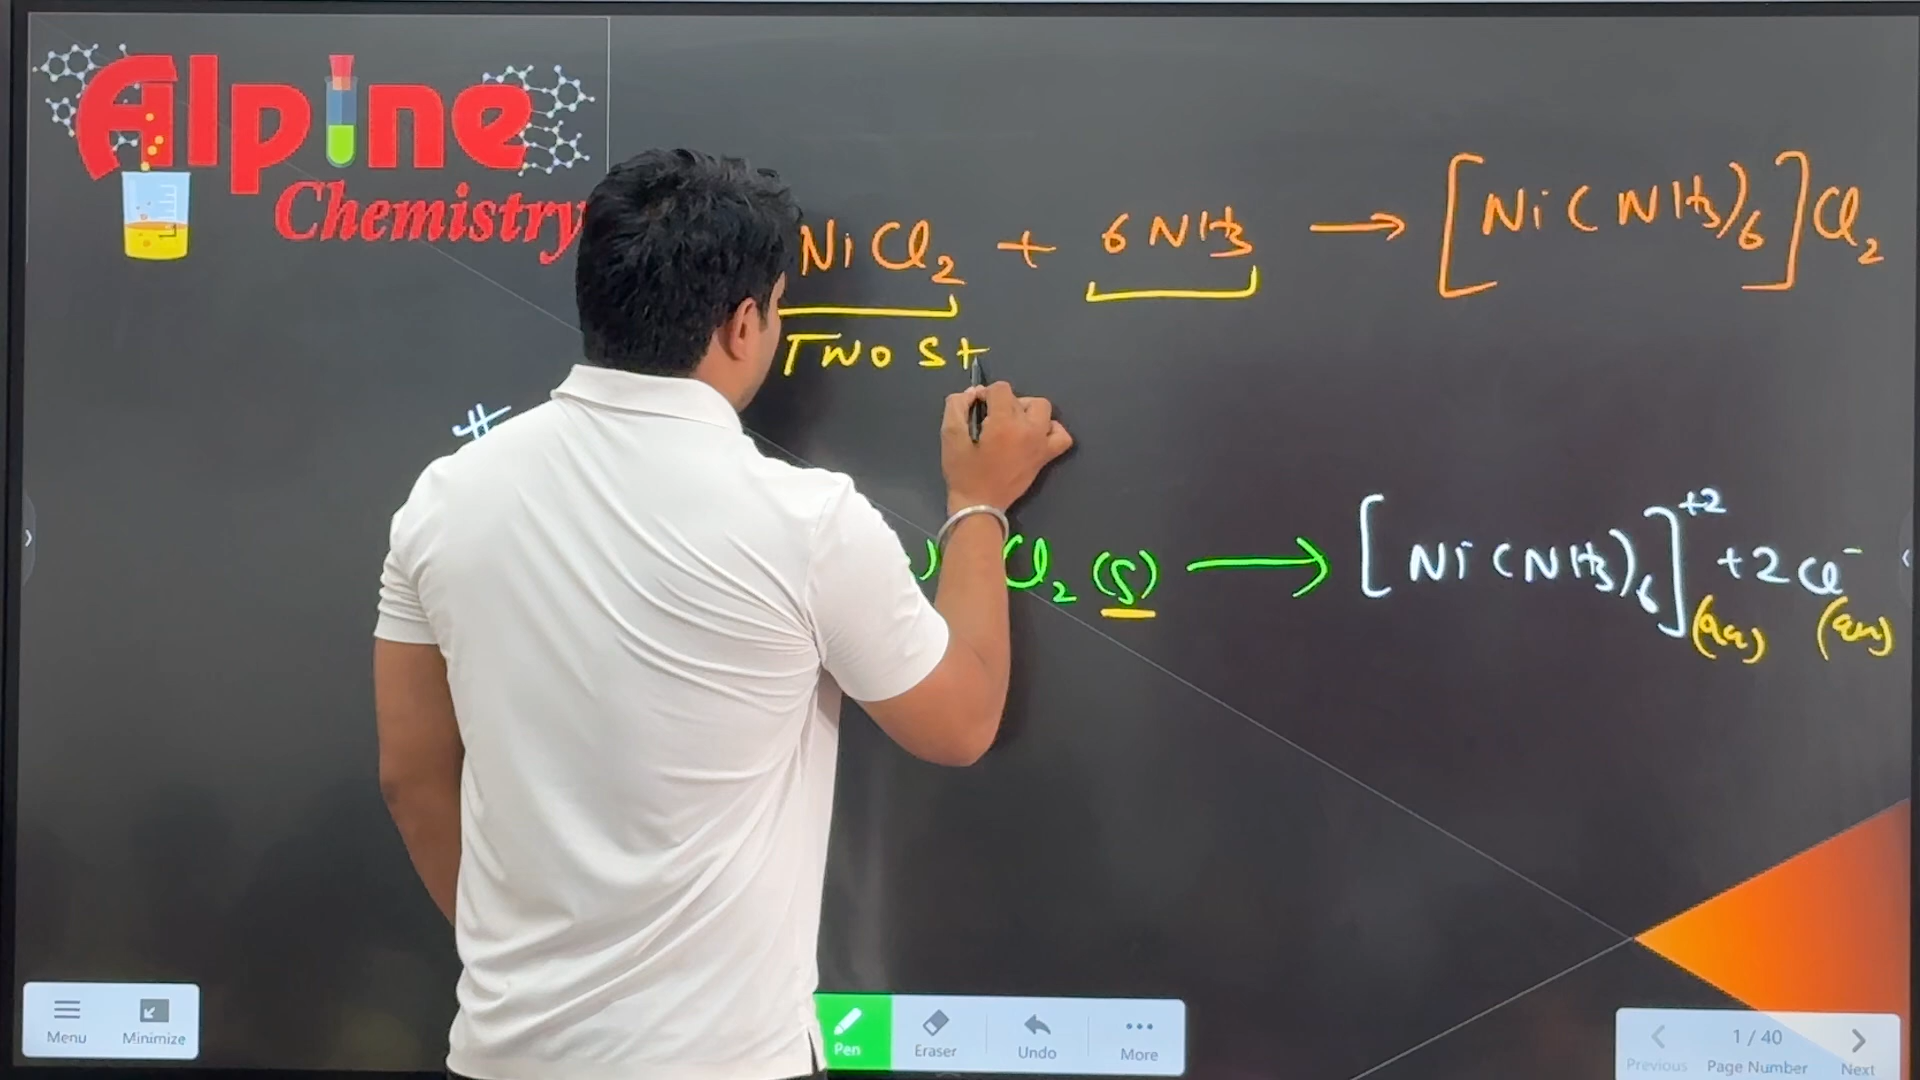 Alpine
Chemistry
NiCl2 + 6NH3 → [Ni(NH3)6]Cl2
TWO St
#
) Cl2 (s) → [Ni(NH3)6]+2 + 2Cl-
(aq) (aq)
Menu
Minimize
Pen
Eraser
Undo
More
1 / 40
Previous
Page Number
Next